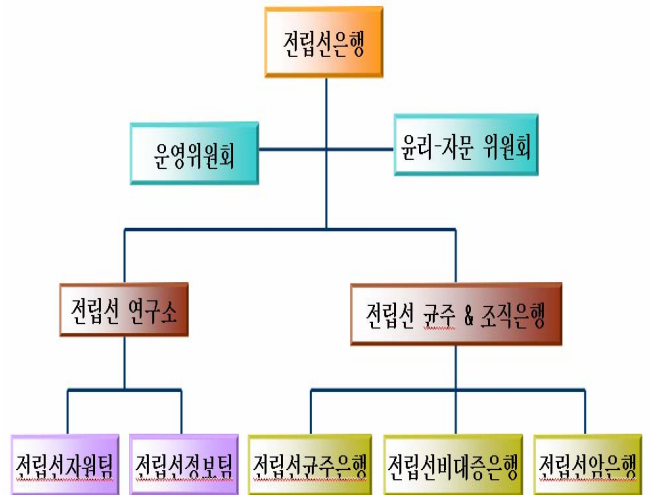 전립선은행
운영위원회
윤리-자문 위원회
전립선 연구소
전립선 균주 & 조직은행
전립선자원팀
전립선정보팀
전립선균주은행
전립선비대증은행
전립선암은행